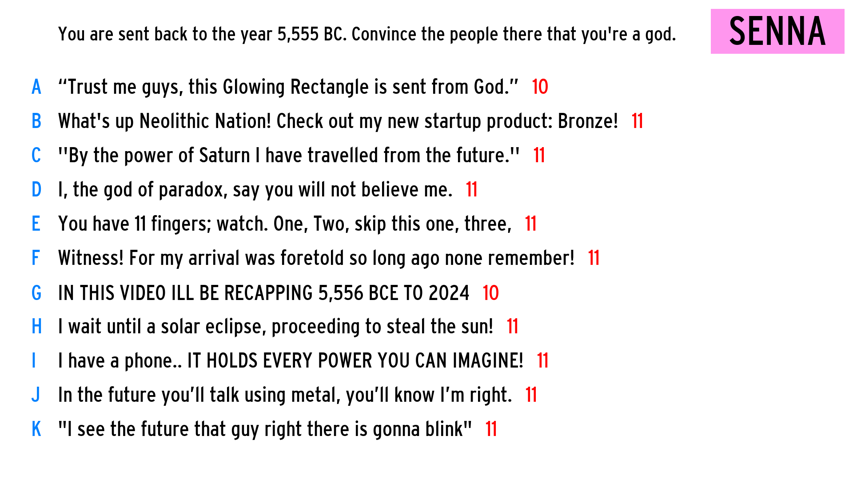 You are sent back to the year 5,555 BC. Convince the people there that you're a god.
SENNA
A “Trust me guys, this Glowing Rectangle is sent from God.” 10
B What's up Neolithic Nation! Check out my new startup product: Bronze! 11
C "By the power of Saturn I have travelled from the future." 11
D I, the god of paradox, say you will not believe me. 11
E You have 11 fingers; watch. One, Two, skip this one, three, 11
F Witness! For my arrival was foretold so long ago none remember! 11
G IN THIS VIDEO ILL BE RECAPPING 5,556 BCE TO 2024 10
H I wait until a solar eclipse, proceeding to steal the sun! 11
I I have a phone.. IT HOLDS EVERY POWER YOU CAN IMAGINE! 11
J In the future you’ll talk using metal, you’ll know I’m right. 11
K "I see the future that guy right there is gonna blink" 11